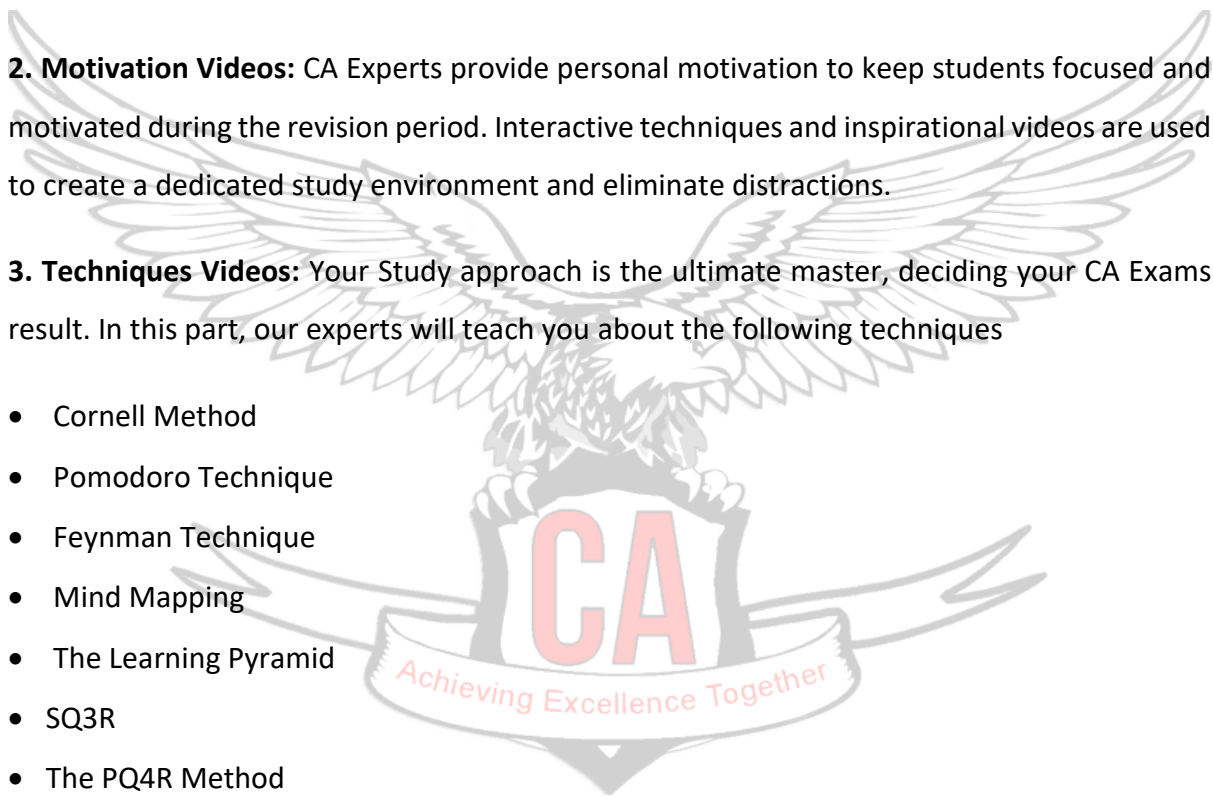 2. Motivation Videos: CA Experts provide personal motivation to keep students focused and
motivated during the revision period. Interactive techniques and inspirational videos are used
to create a dedicated study environment and eliminate distractions.
3. Techniques Videos: Your Study approach is the ultimate master, deciding your CA Exams
result. In this part, our experts will teach you about the following techniques
• Cornell Method
• Pomodoro Technique
• Feynman Technique
• Mind Mapping
• The Learning Pyramid
• SQ3R
• The PQ4R Method
CA
Achieving Excellence Together